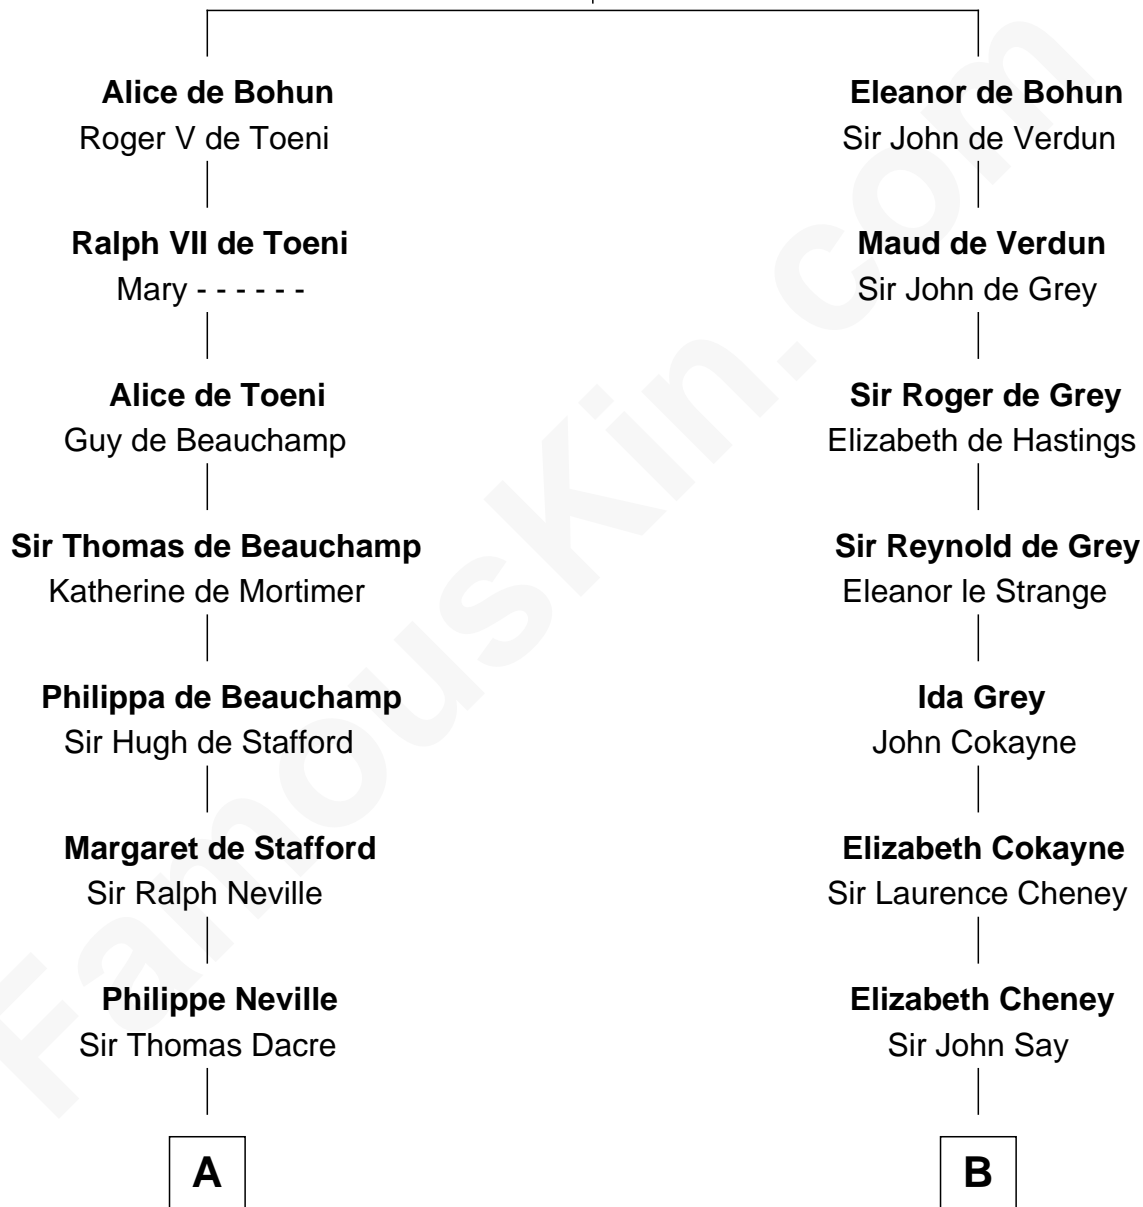 Alice de Bohun
Roger V de Toeni
Ralph VII de Toeni
Mary - - - - - -
Alice de Toeni
Guy de Beauchamp
Sir Thomas de Beauchamp
Katherine de Mortimer
Philippa de Beauchamp
Sir Hugh de Stafford
Margaret de Stafford
Sir Ralph Neville
Philippe Neville
Sir Thomas Dacre
A
Eleanor de Bohun
Sir John de Verdun
Maud de Verdun
Sir John de Grey
Sir Roger de Grey
Elizabeth de Hastings
Sir Reynold de Grey
Eleanor le Strange
Ida Grey
John Cokayne
Elizabeth Cokayne
Sir Laurence Cheney
Elizabeth Cheney
Sir John Say
B
FamousKin.com